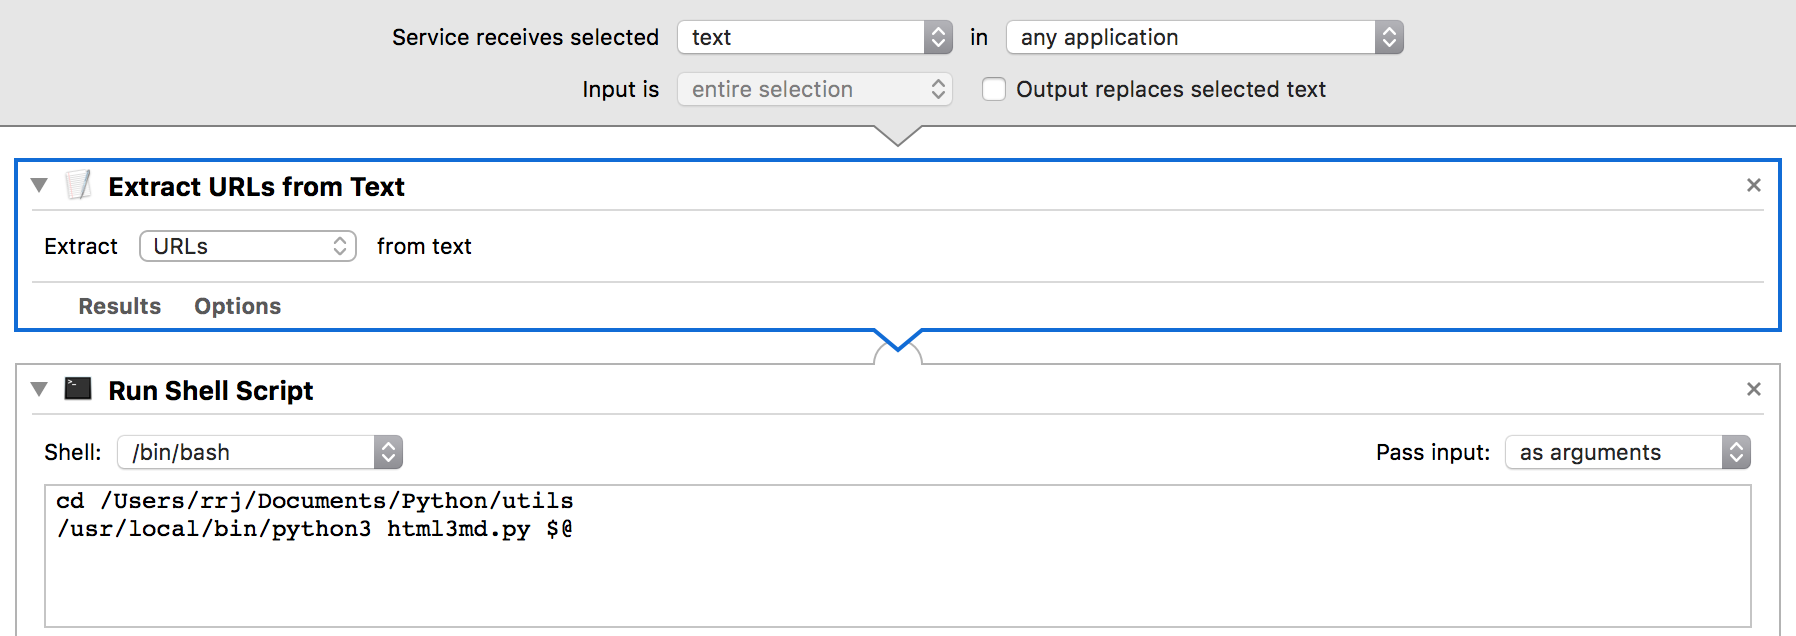 Service receives selected text in any application
Input is entire selection Output replaces selected text
Extract URLs from Text
Extract URLs from text
Results Options
>_
Run Shell Script
Shell: /bin/bash Pass input: as arguments
cd /Users/rrj/Documents/Python/utils
/usr/local/bin/python3 html3md.py $@